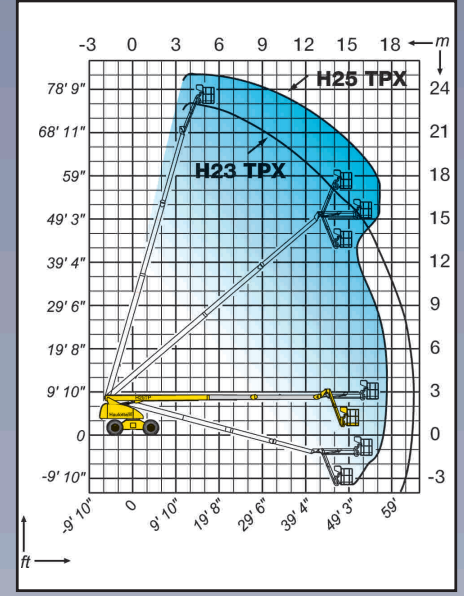 -3 0 3 6 9 12 15 18 m
78' 9" 24
H25 TPX
68' 11" 21
H23 TPX
59' 18
49' 3" 15
39' 4" 12
29' 6" 9
19' 8" 6
9' 10" 3
0 0
-9' 10" -3
-9' 10" 0 9' 10" 19' 8" 29' 6" 39' 4" 49' 3" 59'
ft